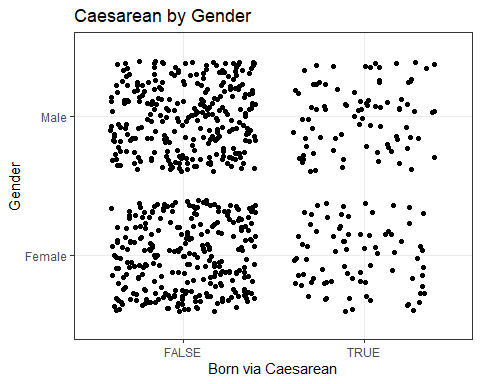 Caesarean by Gender
Male
Gender
Female
FALSE TRUE
Born via Caesarean